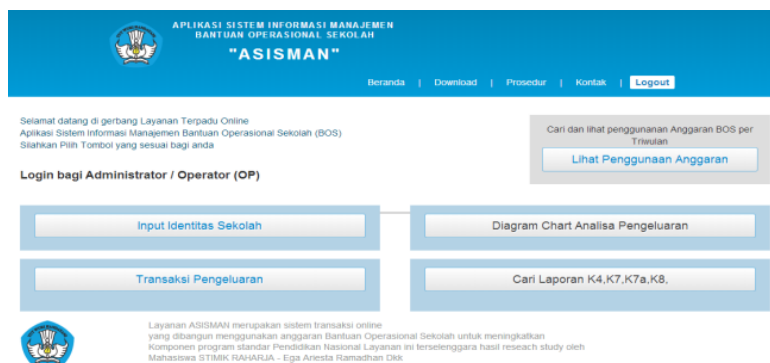 APLIKASI SISTEM INFORMASI MANAJEMEN
BANTUAN OPERASIONAL SEKOLAH
"ASISMAN"
Beranda | Download | Prosedur | Kontak | Logout
Selamat datang di gerbang Layanan Terpadu Online
Aplikasi Sistem Informasi Manajemen Bantuan Operasional Sekolah (BOS)
Silahkan Pilih Tombol yang sesuai bagi anda
Cari dan lihat penggunanan Anggaran BOS per
Triwulan
Lihat Penggunaan Anggaran
Login bagi Administrator / Operator (OP)
Input Identitas Sekolah
Diagram Chart Analisa Pengeluaran
Transaksi Pengeluaran
Cari Laporan K4,K7,K7a,K8,
Layanan ASISMAN merupakan sistem transaksi online
yang dibangun menggunakan anggaran Bantuan Operasional Sekolah untuk meningkatkan
Komponen program standar Pendidikan Nasional Layanan ini terselenggara hasil reseach study oleh
Mahasiswa STIMIK RAHARJA - Ega Ariesta Ramadhan Dkk